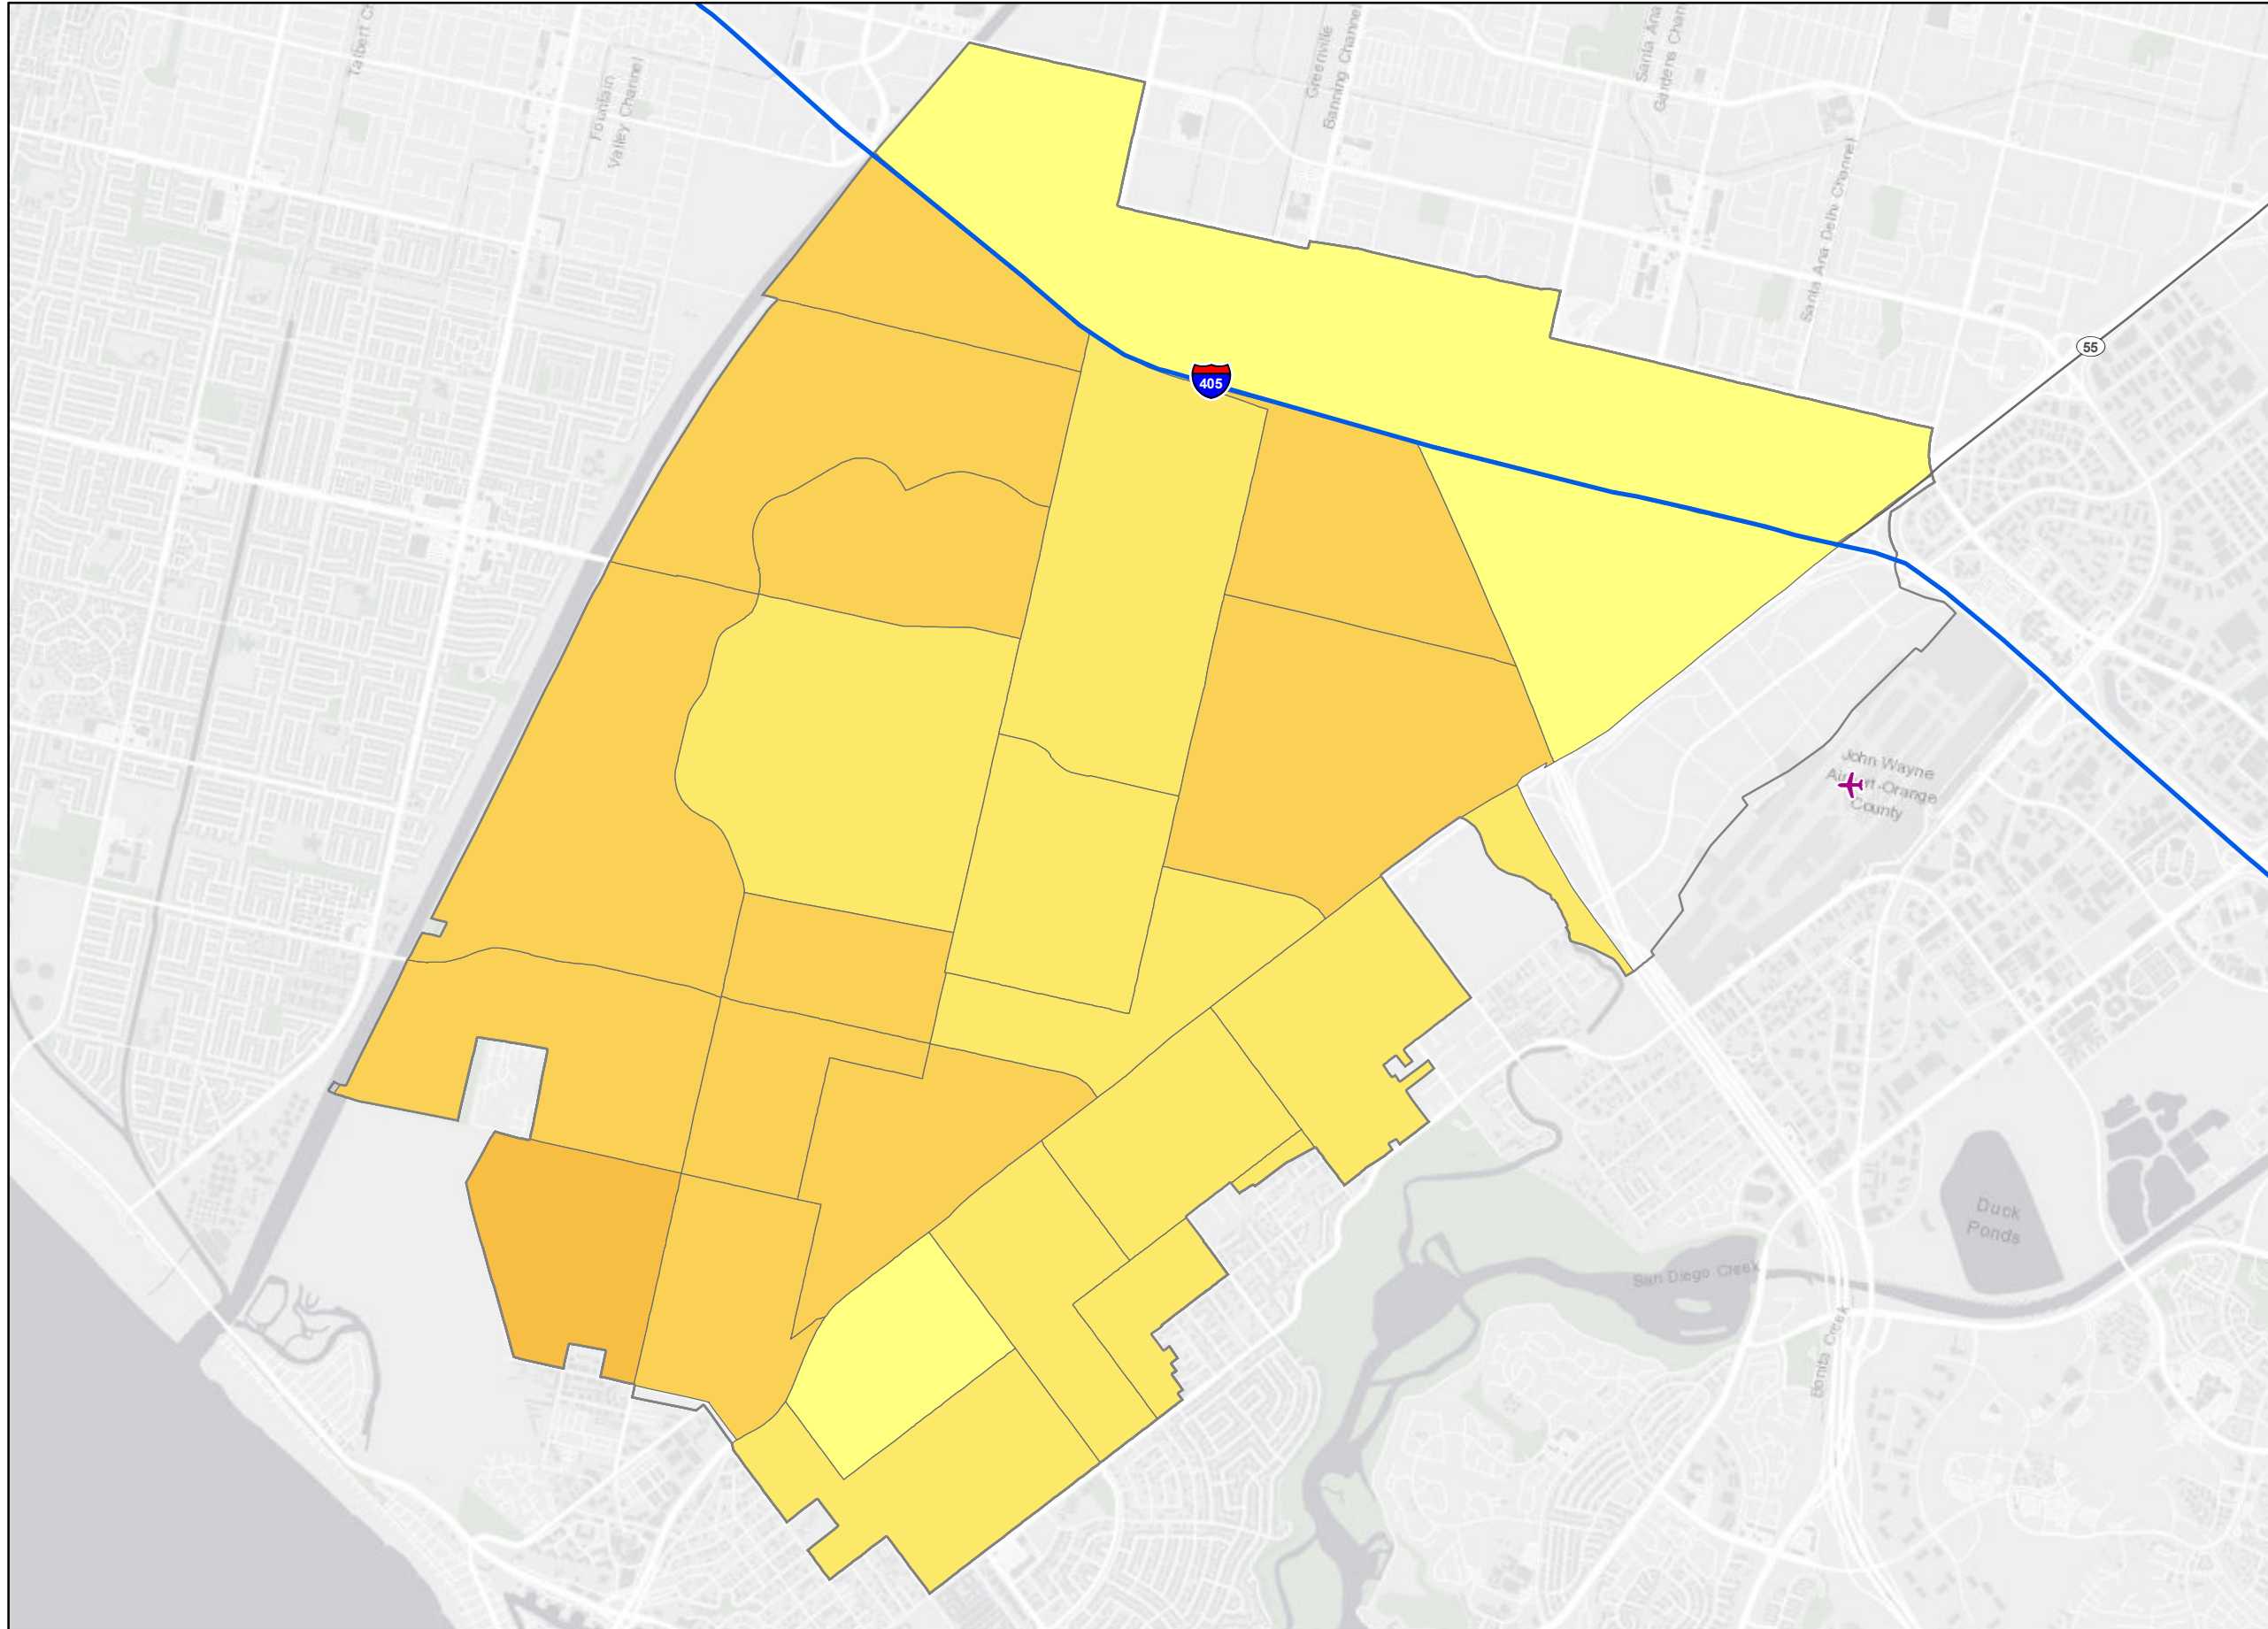 Talbert C
Fountain
Valley Channel
Greenville
Banning Channel
Santa Ana
Gardens Chan
Santa Ana Delhi Channel
55
405
John Wayne
Airport-Orange
County
Duck
Ponds
San Diego Creek
Bonita Creek